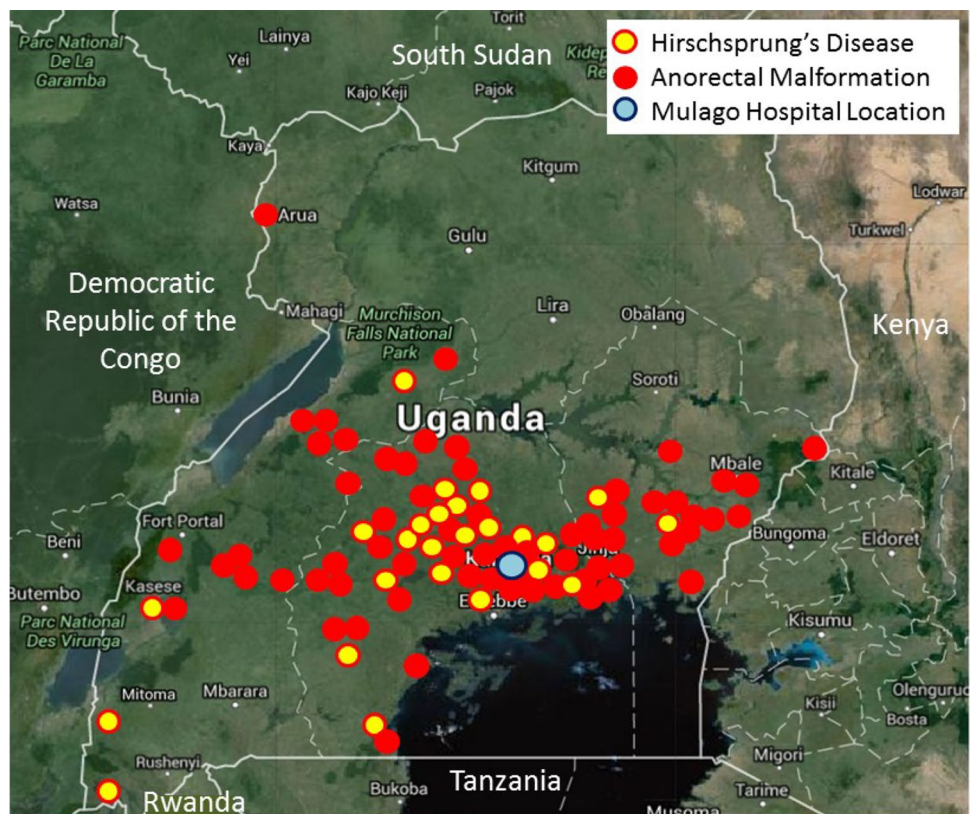 Torit
Parc National
De La
Garamba
Lainya
Yei
South Sudan
Kidep
Re
Kajo Keji
Pajok
Hirschsprung's Disease
Anorectal Malformation
Mulago Hospital Location
Kaya
Kitgum
Watsa
Lodwar
Arua
Turkwel
Gulu
Democratic
Republic of the
Congo
Mahagi
Murchison
Falls National
Park
Lira
Obalang
Kenya
Bunia
Soroti
Uganda
Mbale
Kitale
Fort Portal
Beni
Bungoma
Eldoret
Jinja
Kasese
Butembo
Parc National
Des Virunga
Kisumu
Mitoma
Mbarara
Kisii
Olenguruo
Bosta
Rushenyi
Migori
Tanzania
Bukoba
Tarime
Rwanda
Musoma